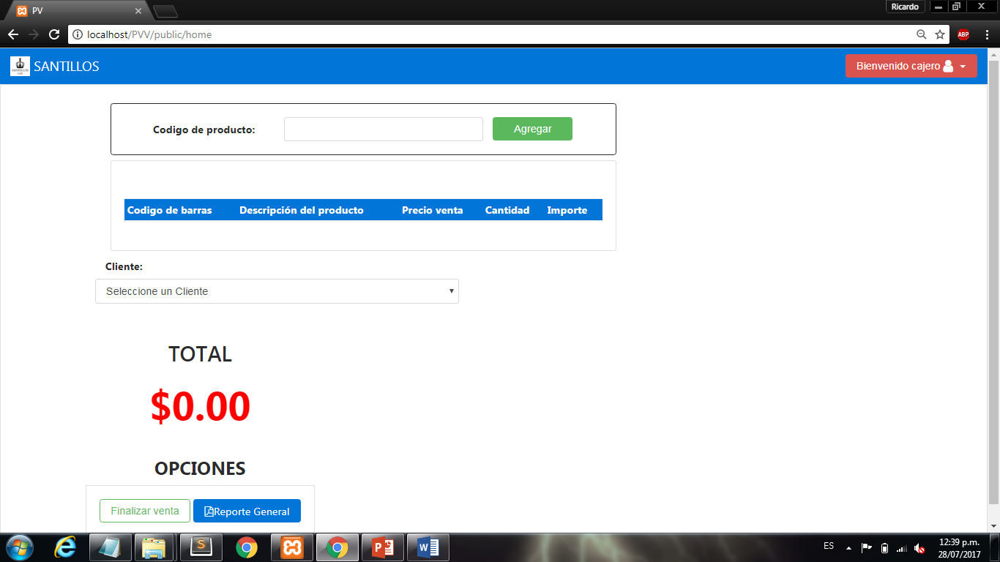 PV
Ricardo
localhost/PVV/public/home
ABP
SANTILLOS
SANTILLOS
Bienvenido cajero
Codigo de producto:
Agregar
Codigo de barras Descripción del producto Precio venta Cantidad Importe
Cliente:
Seleccione un Cliente
TOTAL
$0.00
OPCIONES
Finalizar venta
Reporte General
ES
12:39 p.m.
28/07/2017